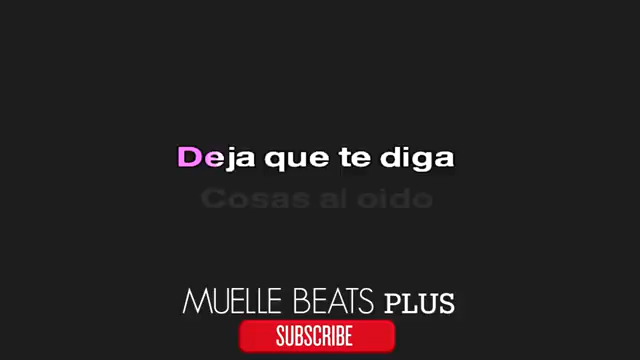 Deja que te diga
Cosas al oido
MUELLE BEATS PLUS
SUBSCRIBE